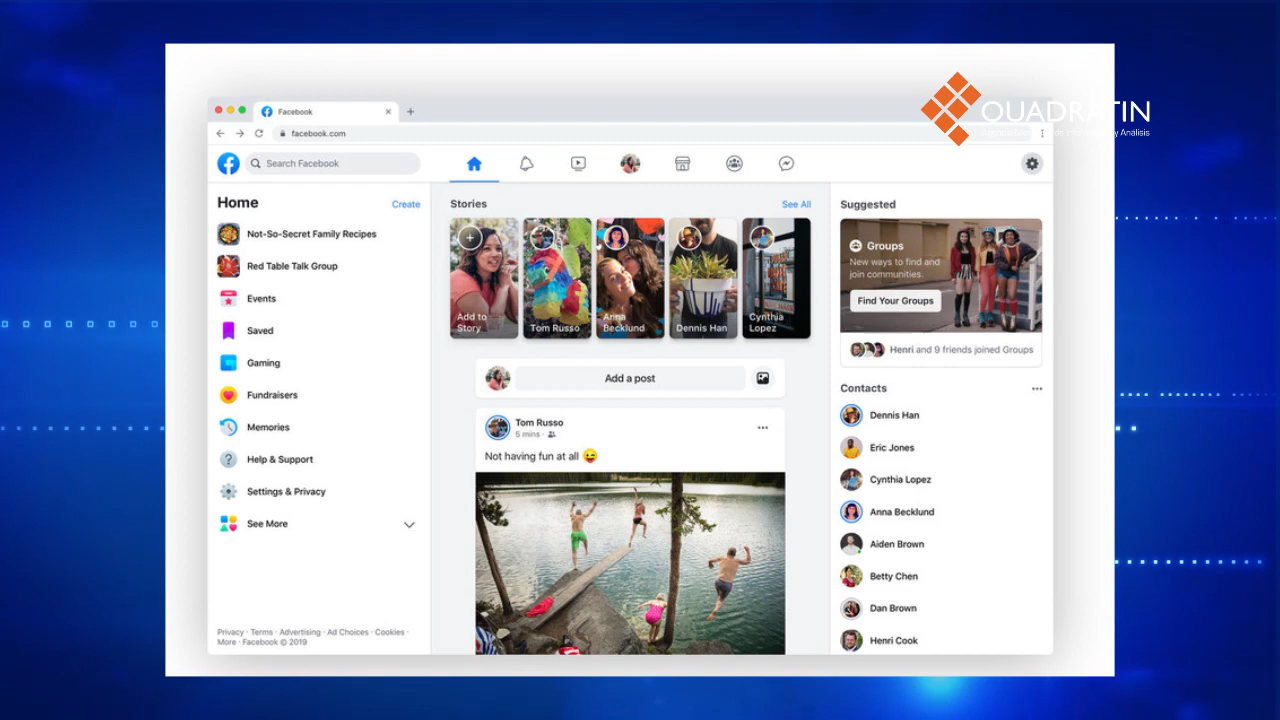 QUADRATIN
y Análisis
Facebook
facebook.com
Search Facebook
Home
Create
Not-So-Secret Family Recipes
Red Table Talk Group
Events
Saved
Gaming
Fundraisers
Memories
Help & Support
Settings & Privacy
See More
Privacy · Terms · Advertising · Ad Choices · Cookies ·
More · Facebook © 2019
Stories
See All
Add to
Story
Tom Russo
Anna
Becklund
Dennis Han
Cynthia
Lopez
Add a post
Tom Russo
5 mins ·
Not having fun at all 😜
Suggested
Groups
New ways to find and
join communities.
Find Your Groups
Henri and 9 friends joined Groups
Contacts
Dennis Han
Eric Jones
Cynthia Lopez
Anna Becklund
Aiden Brown
Betty Chen
Dan Brown
Henri Cook